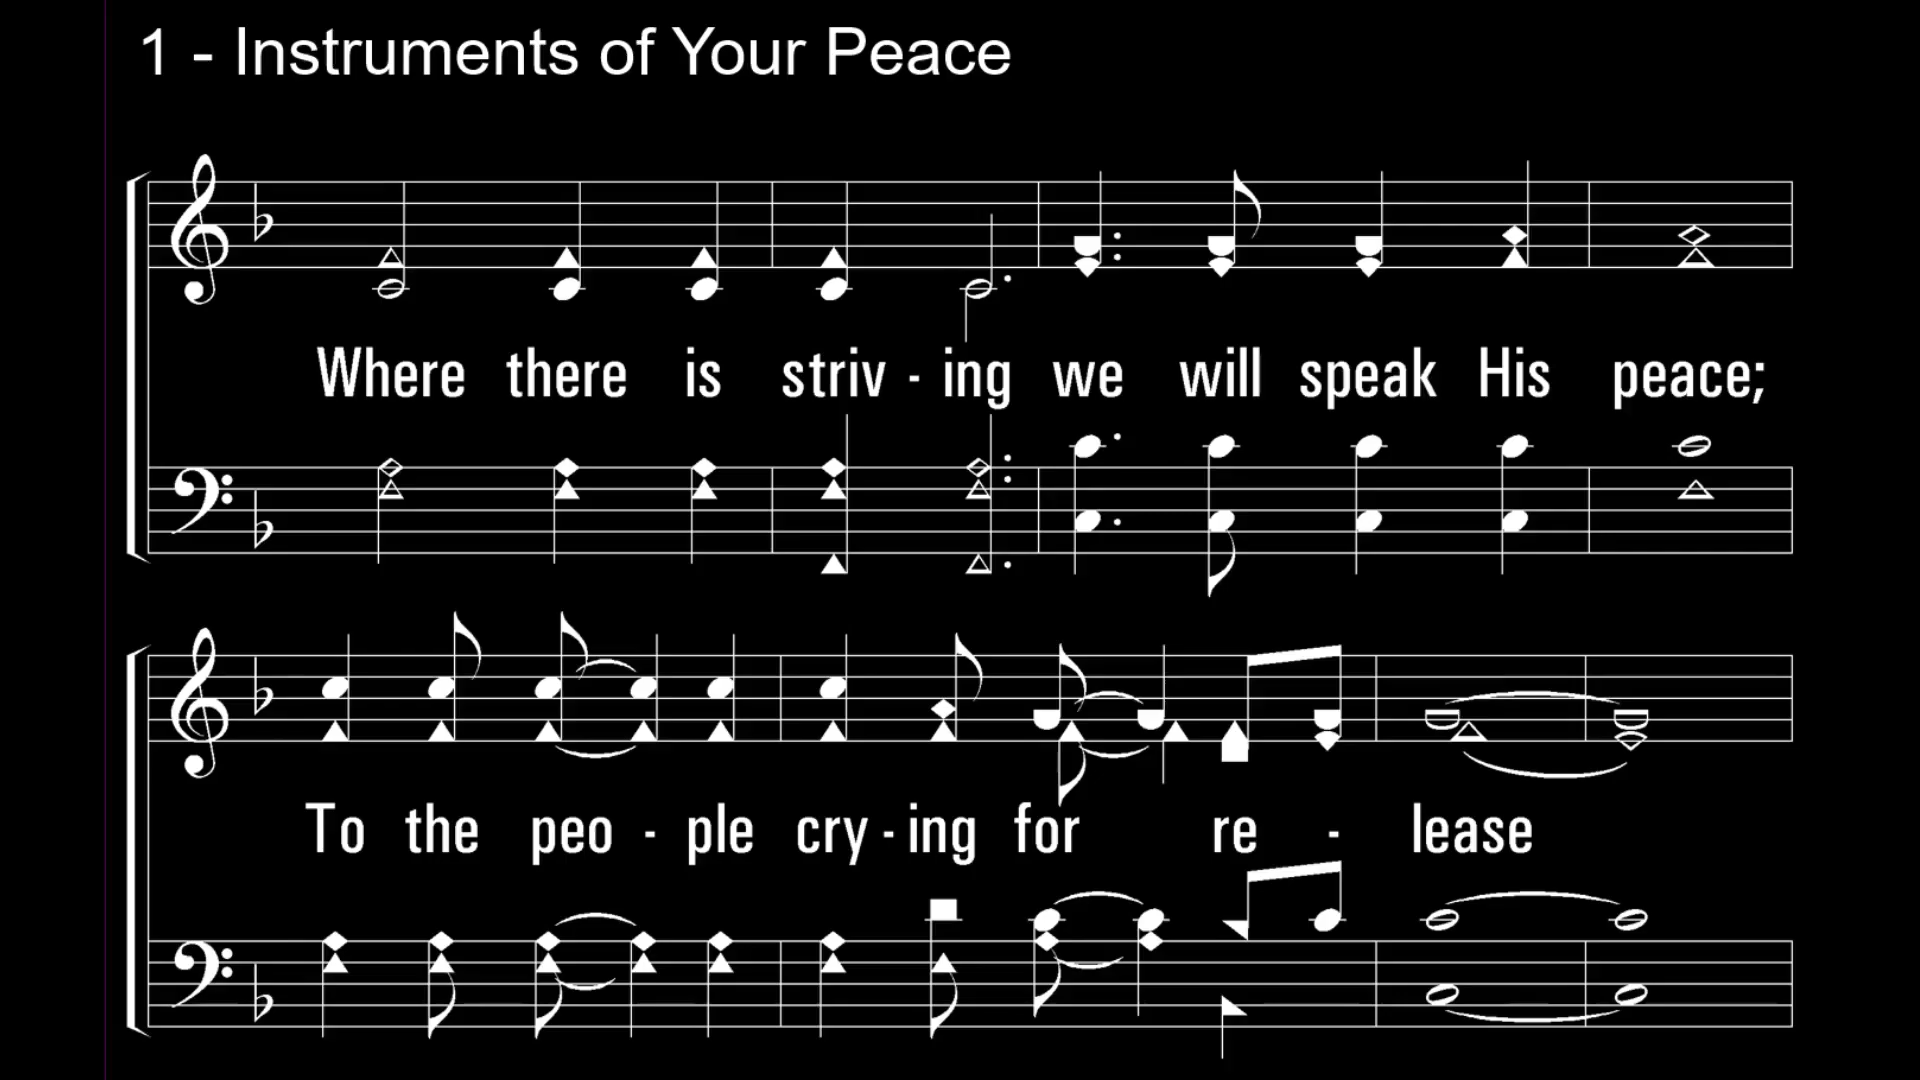 1 - Instruments of Your Peace
Where there is striv - ing we will speak His peace;
To the peo - ple cry - ing for re - lease